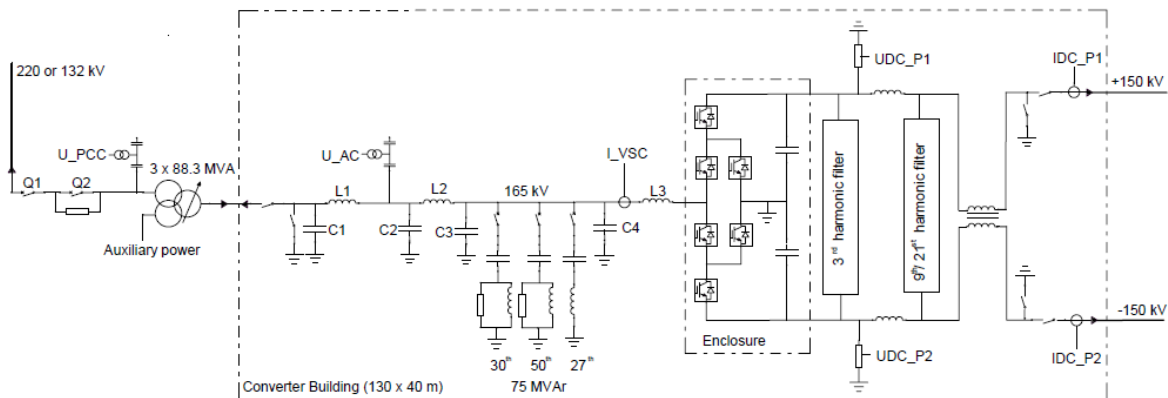 220 or 132 kV
U_PCC
3 x 88.3 MVA
Q1
Q2
Auxiliary power
U_AC
L1
L2
165 kV
I_VSC
L3
C1
C2
C3
C4
30th
50th
27th
75 MVAr
Converter Building (130 x 40 m)
Enclosure
UDC_P1
3rd harmonic filter
9th/ 21st harmonic filter
UDC_P2
IDC_P1
+150 kV
-150 kV
IDC_P2